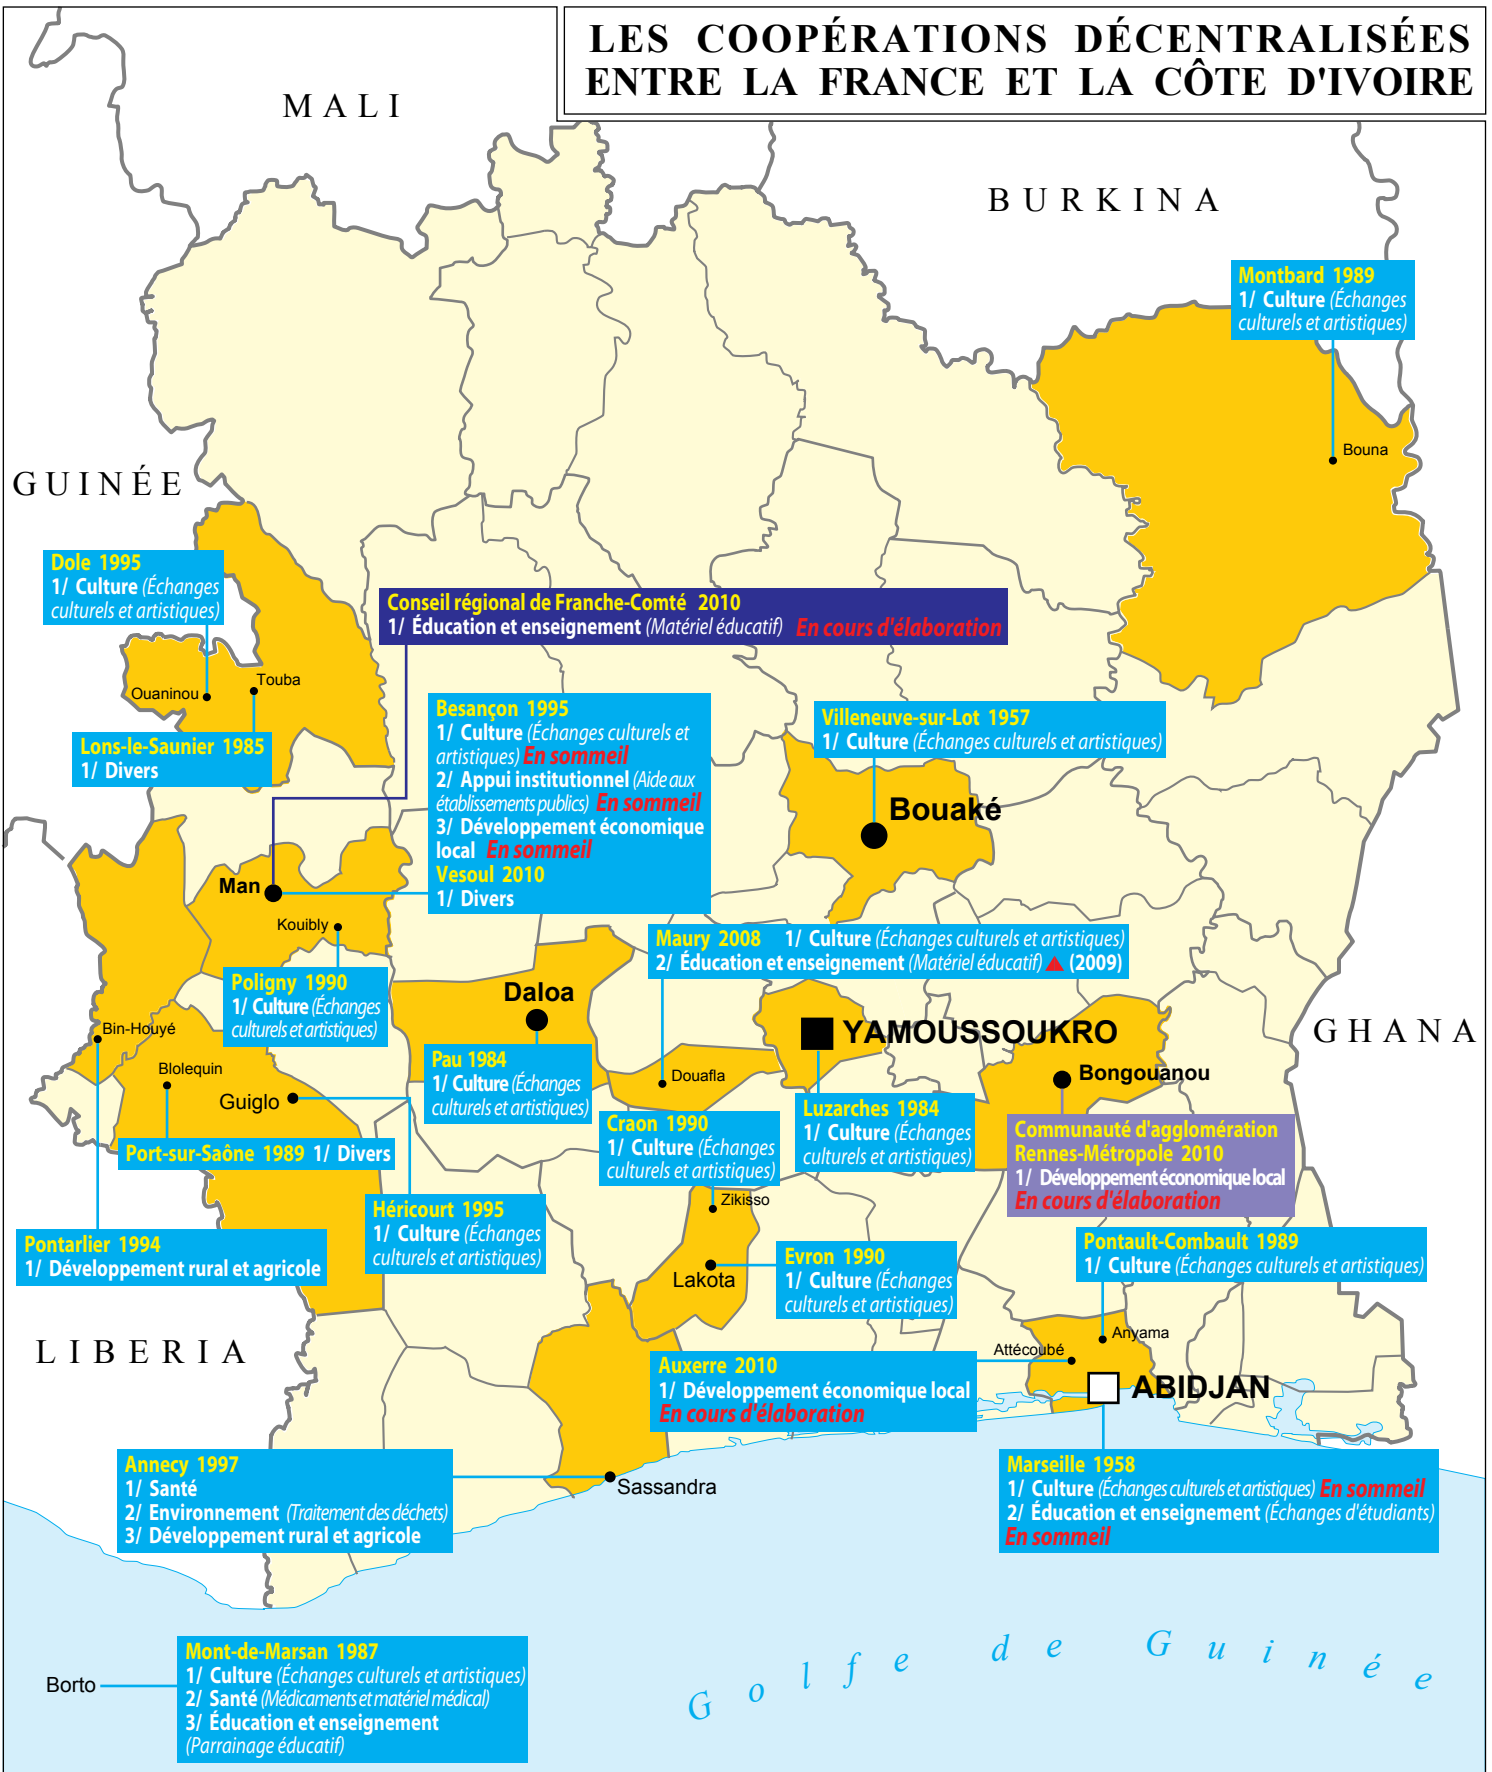 LES COOPÉRATIONS DÉCENTRALISÉES
ENTRE LA FRANCE ET LA CÔTE D'IVOIRE
MALI
BURKINA
Montbard 1989
1/ Culture (Échanges
culturels et artistiques)
Bouna
GUINÉE
Dole 1995
1/ Culture (Échanges
culturels et artistiques)
Conseil régional de Franche-Comté 2010
1/ Éducation et enseignement (Matériel éducatif) En cours d'élaboration
Ouaninou
Touba
Lons-le-Saunier 1985
1/ Divers
Besançon 1995
1/ Culture (Échanges culturels et
artistiques) En sommeil
2/ Appui institutionnel (Aide aux
établissements publics) En sommeil
3/ Développement économique
local En sommeil
Vesoul 2010
1/ Divers
Villeneuve-sur-Lot 1957
1/ Culture (Échanges culturels et artistiques)
Bouaké
Man
Kouibly
Poligny 1990
1/ Culture (Échanges
culturels et artistiques)
Maury 2008 1/ Culture (Échanges culturels et artistiques)
2/ Éducation et enseignement (Matériel éducatif) ▲ (2009)
Daloa
Pau 1984
1/ Culture (Échanges
culturels et artistiques)
YAMOUSSOUKRO
GHANA
Bin-Houyé
Blolequin
Guiglo
Douafla
Bongouanou
Luzarches 1984
1/ Culture (Échanges
culturels et artistiques)
Craon 1990
1/ Culture (Échanges
culturels et artistiques)
Communauté d'agglomération
Rennes-Métropole 2010
1/ Développement économique local
En cours d'élaboration
Port-sur-Saône 1989 1/ Divers
Zikisso
Héricourt 1995
1/ Culture (Échanges
culturels et artistiques)
Pontarlier 1994
1/ Développement rural et agricole
Lakota
Evron 1990
1/ Culture (Échanges
culturels et artistiques)
Pontault-Combault 1989
1/ Culture (Échanges culturels et artistiques)
LIBERIA
Anyama
Attécoubé
Auxerre 2010
1/ Développement économique local
En cours d'élaboration
ABIDJAN
Annecy 1997
1/ Santé
2/ Environnement (Traitement des déchets)
3/ Développement rural et agricole
Sassandra
Marseille 1958
1/ Culture (Échanges culturels et artistiques) En sommeil
2/ Éducation et enseignement (Échanges d'étudiants)
En sommeil
Golfe de Guinée
Borto
Mont-de-Marsan 1987
1/ Culture (Échanges culturels et artistiques)
2/ Santé (Médicaments et matériel médical)
3/ Éducation et enseignement
(Parrainage éducatif)